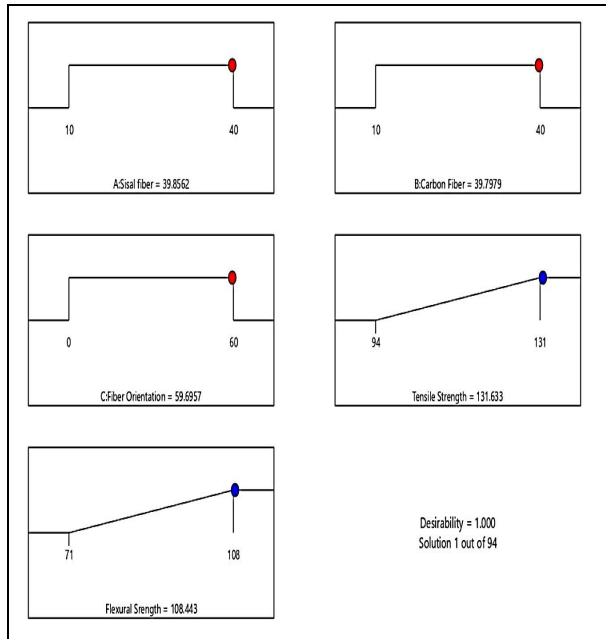 10
40
A:Sisal fiber = 39.8562
10
40
B:Carbon Fiber = 39.7979
0
60
C:Fiber Orientation = 59.6957
94
131
Tensile Strength = 131.633
71
108
Flexural Srength = 108.443
Desirability = 1.000
Solution 1 out of 94